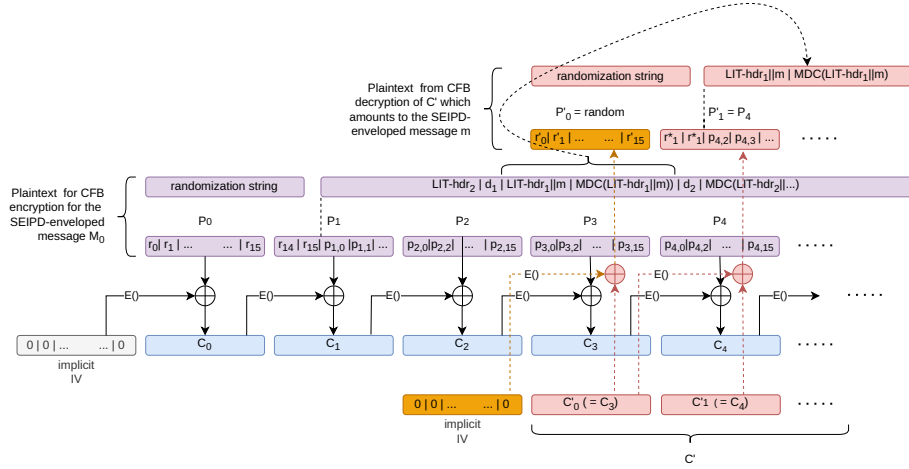 randomization string
LIT-hdr1||m | MDC(LIT-hdr1||m)
Plaintext from CFB
decryption of C' which
amounts to the SEIPD-
enveloped message m
P'0 = random
P'1 = P4
r'0| r'1 | ... ... | r'15
r*1 | r*1| p4,2| p4,3| ...
· · · · ·
Plaintext for CFB
encryption for the
SEIPD-enveloped
message M0
randomization string
LIT-hdr2 | d1 | LIT-hdr1||m | MDC(LIT-hdr1||m)) | d2 | MDC(LIT-hdr2||...)
P0
P1
P2
P3
P4
r0| r1 | ... ... | r15
r14 | r15| p1,0 |p1,1| ...
p2,0|p2,2| ... | p2,15
p3,0|p3,2| ... | p3,15
p4,0|p4,2| ... | p4,15
· · · · ·
E()
E()
E()
E()
E()
E()
E()
E()
· · · · ·
0 | 0 | ... ... | 0
C0
C1
C2
C3
C4
· · · · ·
implicit
IV
0 | 0 | ... ... | 0
C'0 ( = C3)
C'1 ( = C4)
· · · · ·
implicit
IV
C'